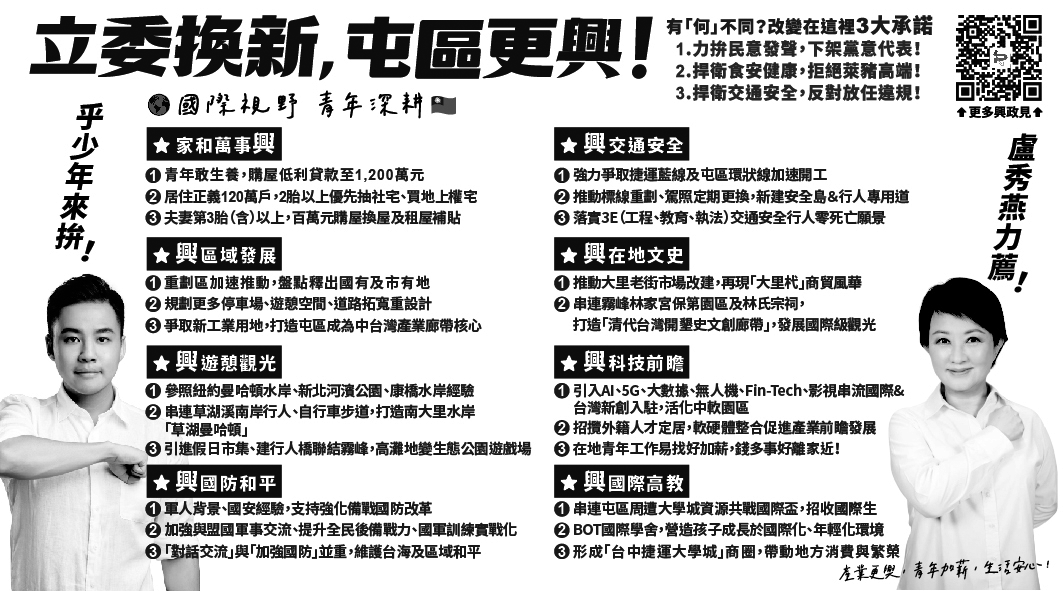 立委換新，屯區更興！
有「何」不同？改變在這裡3大承諾
1.力拚民意發聲，下架黨意代表！
2.捍衛食安健康，拒絕萊豬高端！
3.捍衛交通安全，反對放任違規！
更多興政見
國際視野 青年深耕
乎少年來拚！
盧秀燕力薦！
家和萬事興
1 青年敢生養，購屋低利貸款至1,200萬元
2 居住正義120萬戶，2胎以上優先抽社宅、買地上權宅
3 夫妻第3胎（含）以上，百萬元購屋換屋及租屋補貼
興區域發展
1 重劃區加速推動，盤點釋出國有及市有地
2 規劃更多停車場、遊憩空間、道路拓寬重設計
3 爭取新工業用地，打造屯區成為中台灣產業廊帶核心
興遊憩觀光
1 參照紐約曼哈頓水岸、新北河濱公園、康橋水岸經驗
2 串連草湖溪南岸行人、自行車步道，打造南大里水岸
「草湖曼哈頓」
3 引進假日市集、建行人橋聯結霧峰，高灘地變生態公園遊戲場
興國防和平
1 軍人背景、國安經驗，支持強化備戰國防改革
2 加強與盟國軍事交流、提升全民後備戰力、國軍訓練實戰化
3 「對話交流」與「加強國防」並重，維護台海及區域和平
興交通安全
1 強力爭取捷運藍線及屯區環狀線加速開工
2 推動標線重劃、駕照定期更換，新建安全島&行人專用道
3 落實3E（工程、教育、執法）交通安全行人零死亡願景
興在地文史
1 推動大里老街市場改建，再現「大里杙」商貿風華
2 串連霧峰林家宮保第園區及林氏宗祠，
打造「清代台灣開墾史文創廊帶」，發展國際級觀光
興科技前瞻
1 引入AI、5G、大數據、無人機、Fin-Tech、影視串流國際&
台灣新創入駐，活化中軟園區
2 招攬外籍人才定居，軟硬體整合促進產業前瞻發展
3 在地青年工作易找好加薪，錢多事好離家近！
興國際高教
1 串連屯區周遭大學城資源共戰國際盃，招收國際生
2 BOT國際學舍，營造孩子成長於國際化、年輕化環境
3 形成「台中捷運大學城」商圈，帶動地方消費與繁榮
產業更興，青年加薪，生活安心！